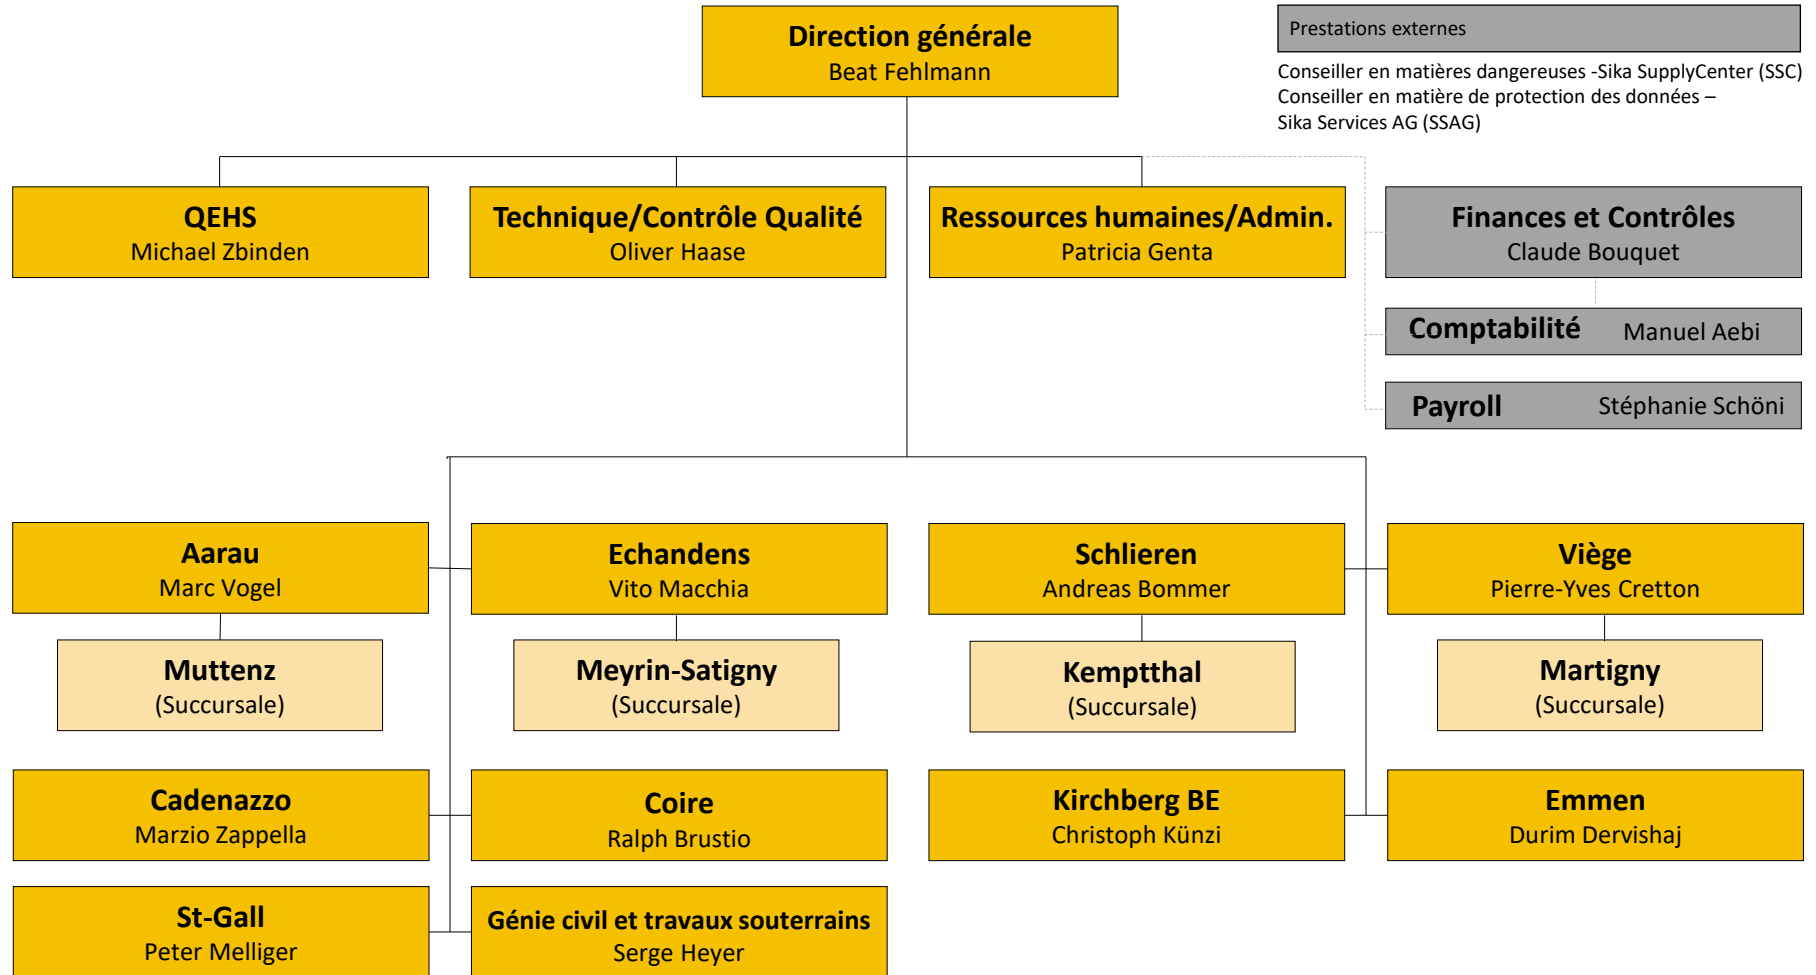 Direction générale
Beat Fehlmann
Prestations externes
Conseiller en matières dangereuses -Sika SupplyCenter (SSC)
Conseiller en matière de protection des données –
Sika Services AG (SSAG)
QEHS
Michael Zbinden
Technique/Contrôle Qualité
Oliver Haase
Ressources humaines/Admin.
Patricia Genta
Finances et Contrôles
Claude Bouquet
Comptabilité Manuel Aebi
Payroll Stéphanie Schöni
Aarau
Marc Vogel
Echandens
Vito Macchia
Schlieren
Andreas Bommer
Viège
Pierre-Yves Cretton
Muttenz
(Succursale)
Meyrin-Satigny
(Succursale)
Kemptthal
(Succursale)
Martigny
(Succursale)
Cadenazzo
Marzio Zappella
Coire
Ralph Brustio
Kirchberg BE
Christoph Künzi
Emmen
Durim Dervishaj
St-Gall
Peter Melliger
Génie civil et travaux souterrains
Serge Heyer